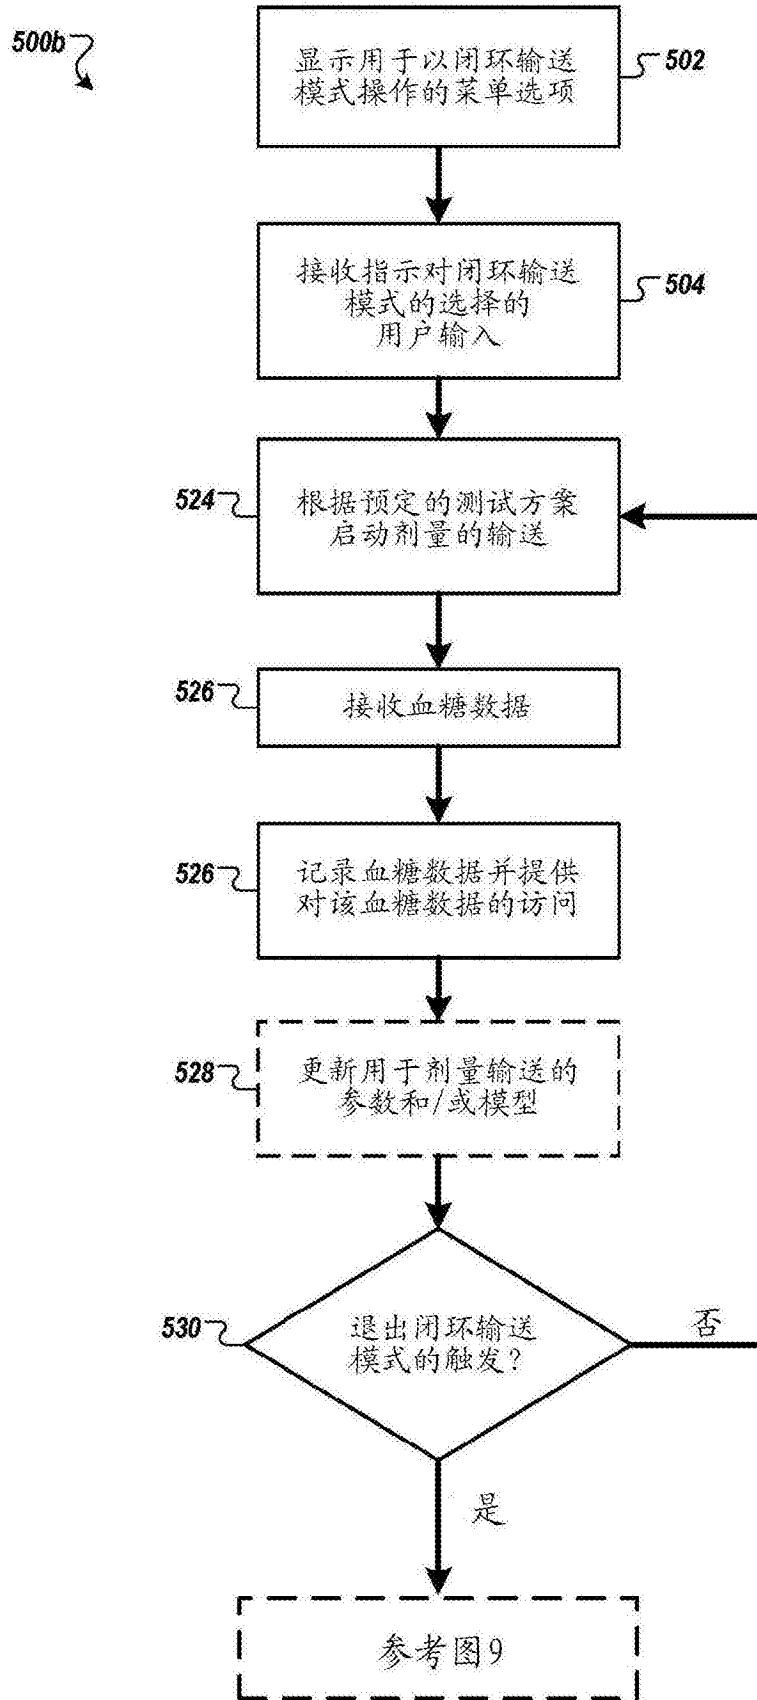 500b
显示用于以闭环输送
模式操作的菜单选项
502
接收指示对闭环输送
模式的选择的
用户输入
504
524
根据预定的测试方案
启动剂量的输送
526
接收血糖数据
526
记录血糖数据并提供
对该血糖数据的访问
528
更新用于剂量输送的
参数和/或模型
530
退出闭环输送
模式的触发?
否
是
参考图9